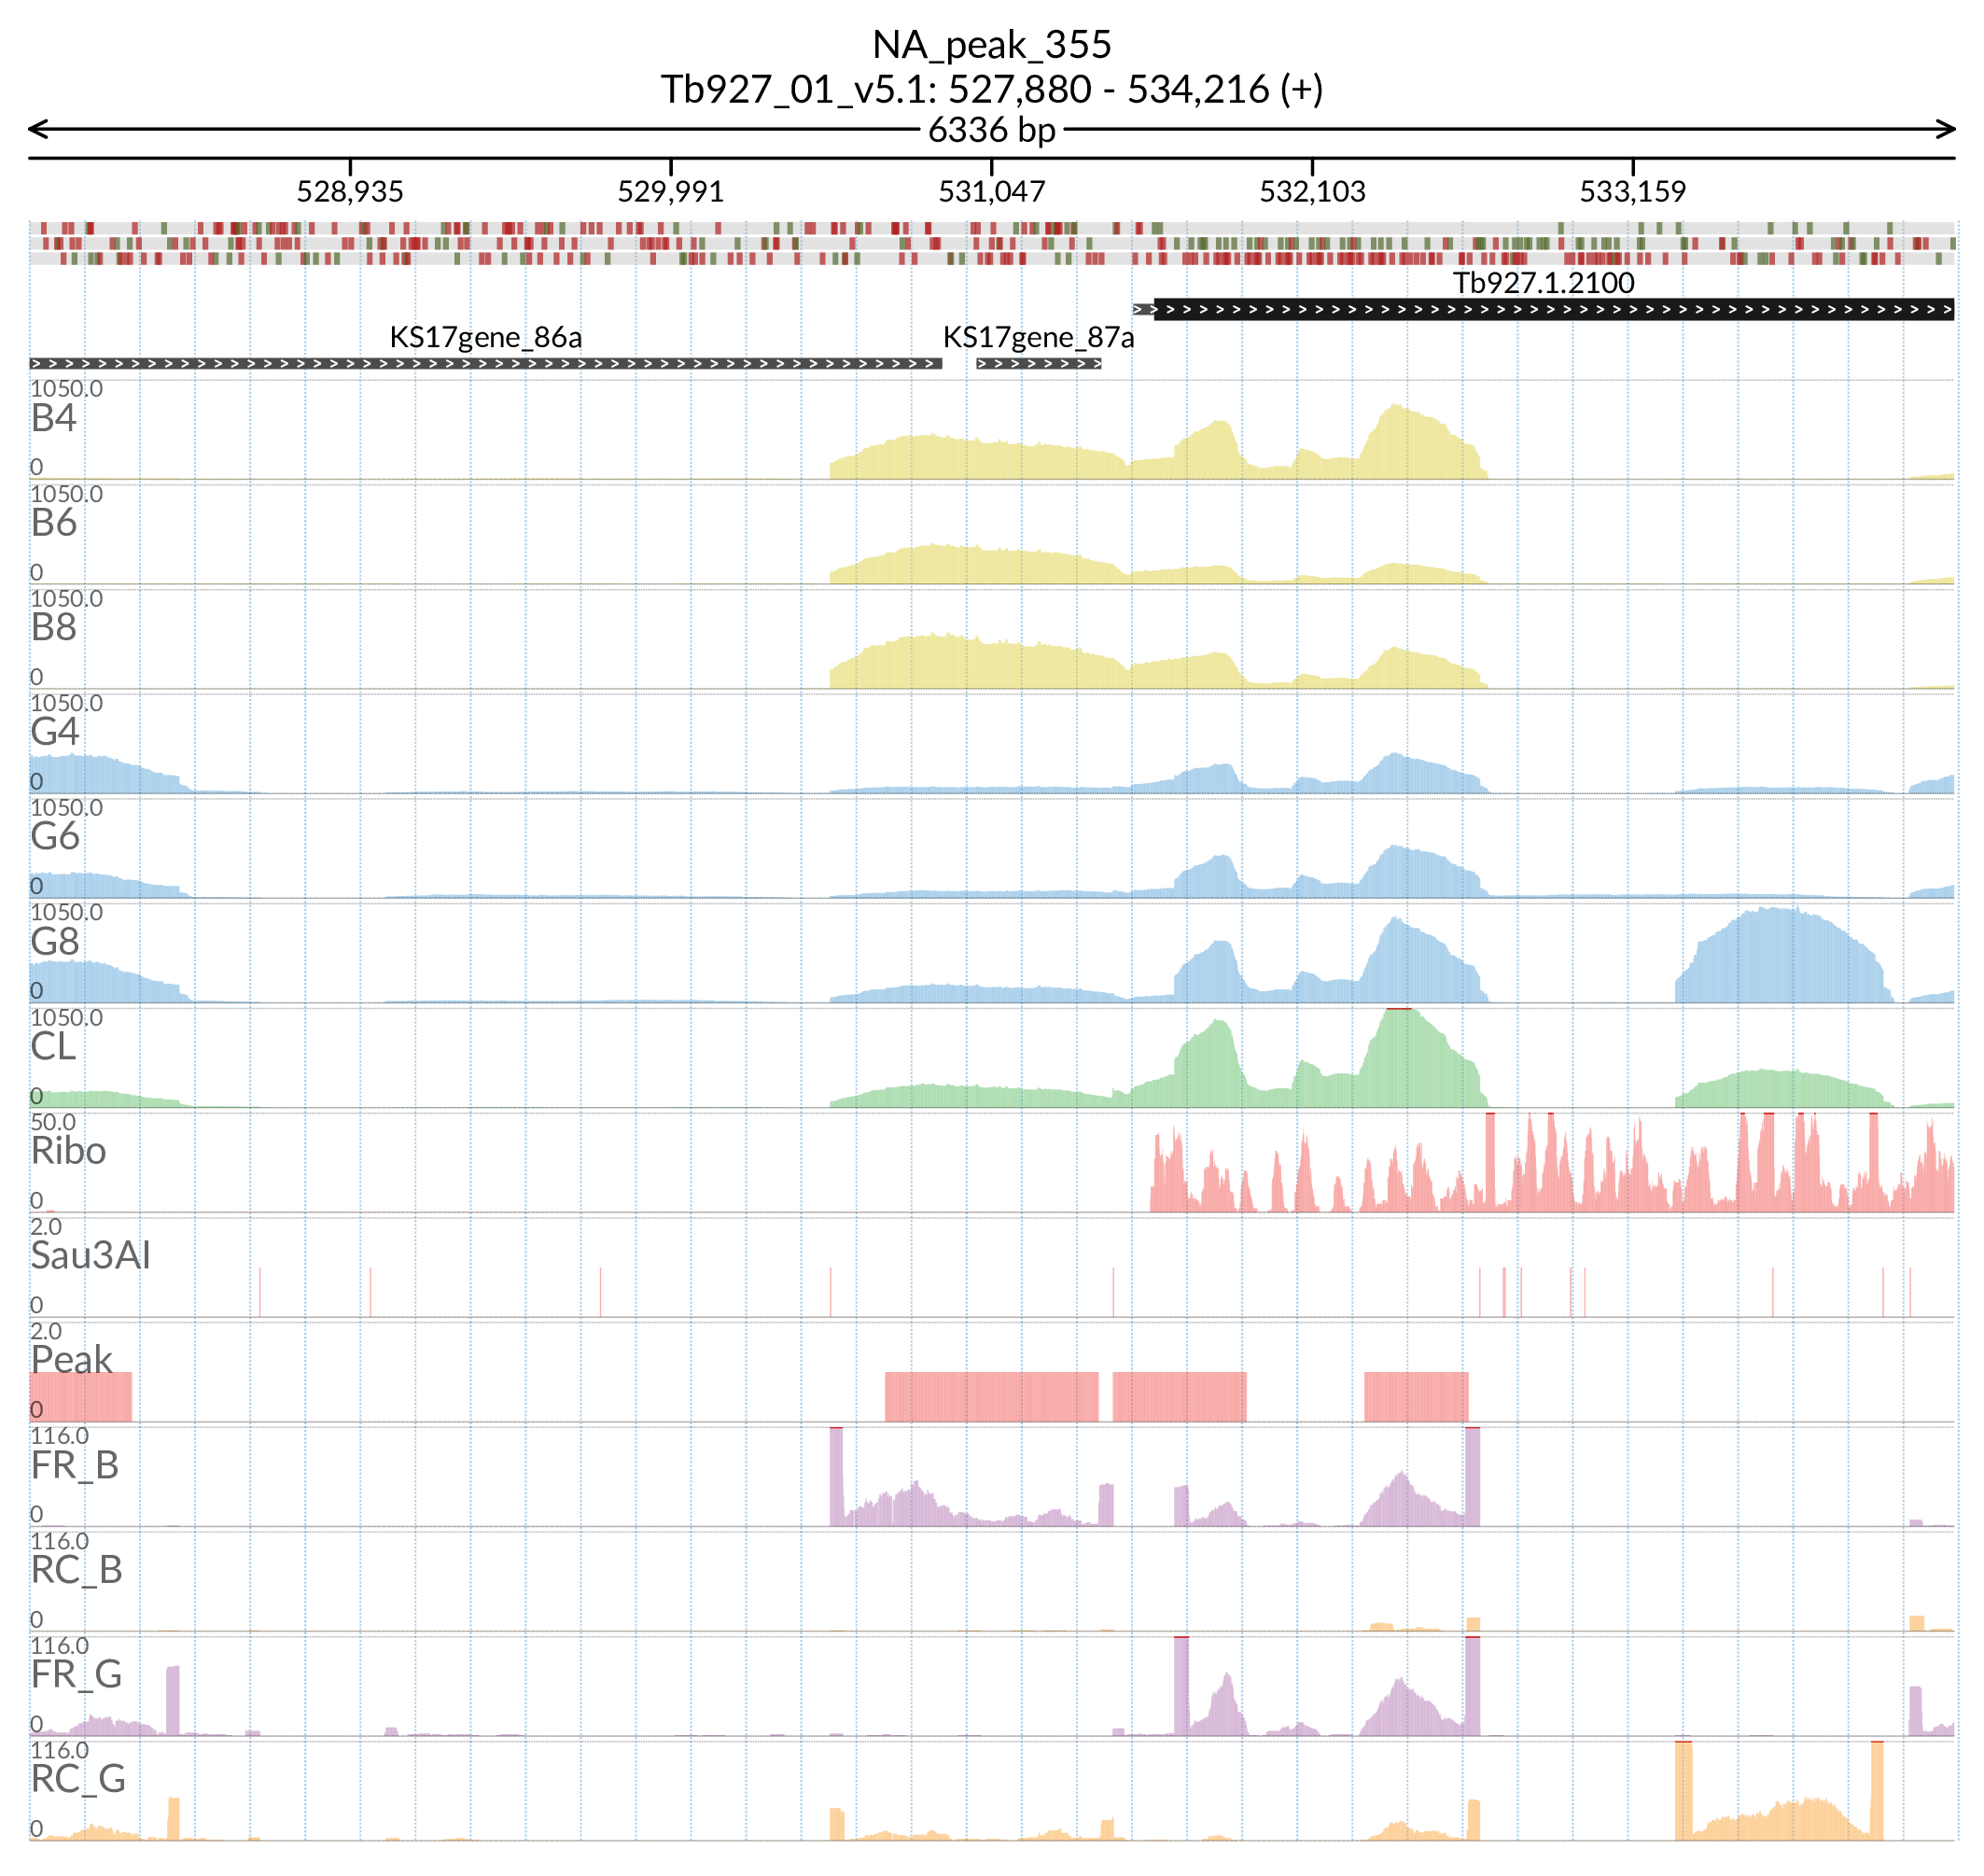 NA_peak_355
Tb927_01_v5.1: 527,880 - 534,216 (+)
6336 bp
528,935 529,991 531,047 532,103 533,159
Tb927.1.2100
KS17gene_86a KS17gene_87a
1050.0
B4
0
1050.0
B6
0
1050.0
B8
0
1050.0
G4
0
1050.0
G6
0
1050.0
G8
0
1050.0
CL
0
50.0
Ribo
0
2.0
Sau3AI
0
2.0
Peak
0
116.0
FR_B
0
116.0
RC_B
0
116.0
FR_G
0
116.0
RC_G
0